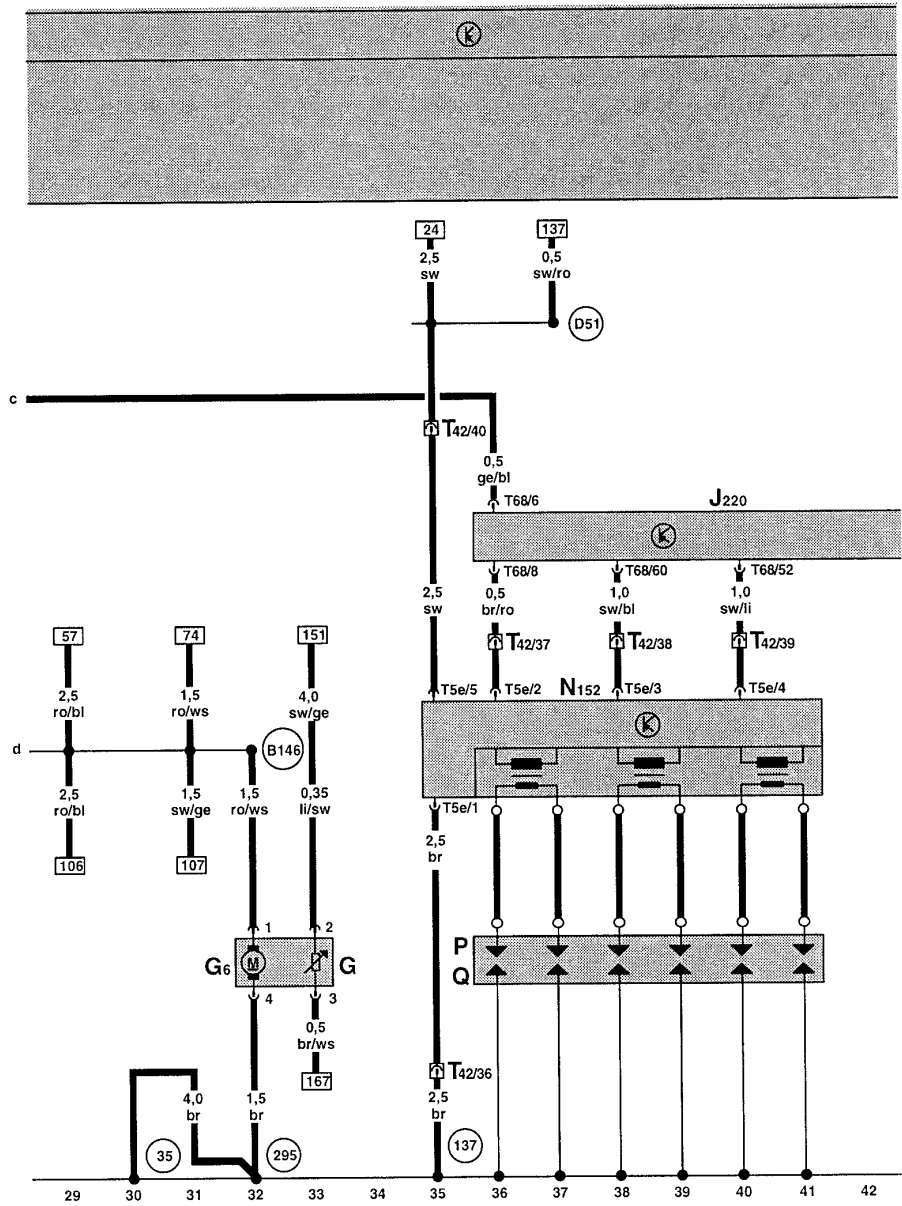 24
137
2,5
sw
0,5
sw/ro
D51
c
T42/40
0,5
ge/bl
T68/6
J220
T68/8
T68/60
T68/52
2,5
sw
0,5
br/ro
1,0
sw/bl
1,0
sw/li
57
74
151
T42/37
T42/38
T42/39
2,5
ro/bl
1,5
ro/ws
4,0
sw/ge
T5e/5
T5e/2
N152
T5e/3
T5e/4
d
B146
2,5
ro/bl
1,5
sw/ge
1,5
ro/ws
0,35
li/sw
T5e/1
2,5
br
106
107
1
2
P
Q
G6
M
G
4
3
0,5
br/ws
167
T42/36
4,0
br
1,5
br
2,5
br
35
295
137
29
30
31
32
33
34
35
36
37
38
39
40
41
42